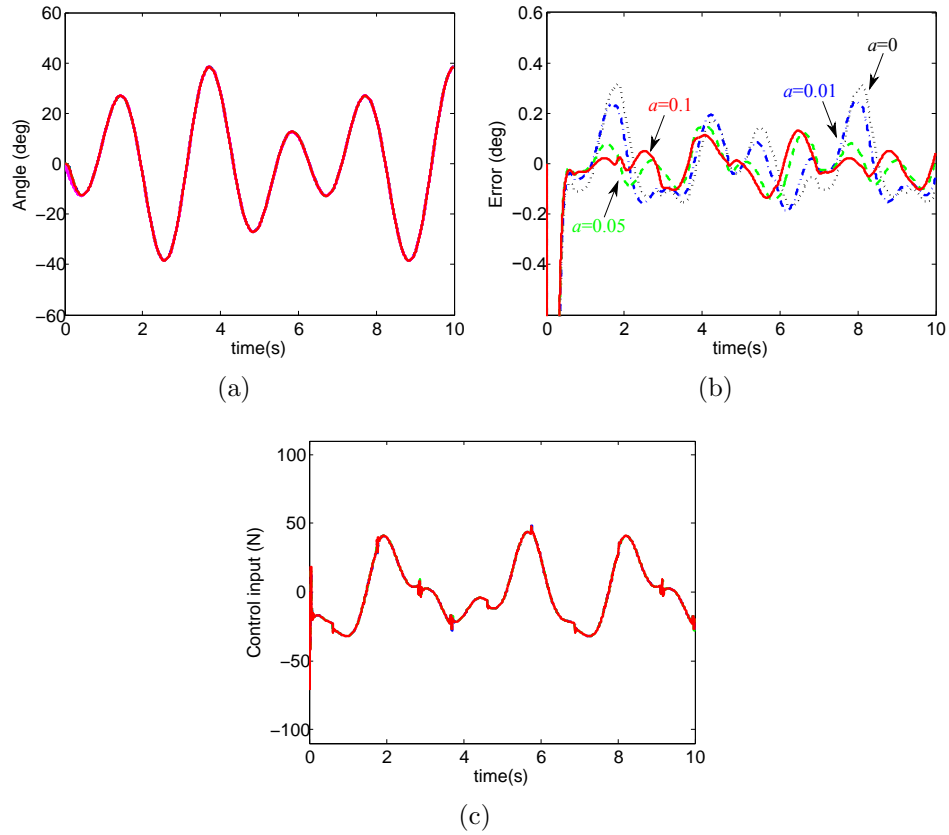 60
40
20
0
−20
−40
−60
0 2 4 6 8 10
Angle (deg)
time(s)
(a)
0.6
0.4
0.2
0
−0.2
−0.4
0 2 4 6 8 10
Error (deg)
time(s)
a=0
a=0.01
a=0.1
a=0.05
(b)
100
50
0
−50
−100
0 2 4 6 8 10
Control input (N)
time(s)
(c)